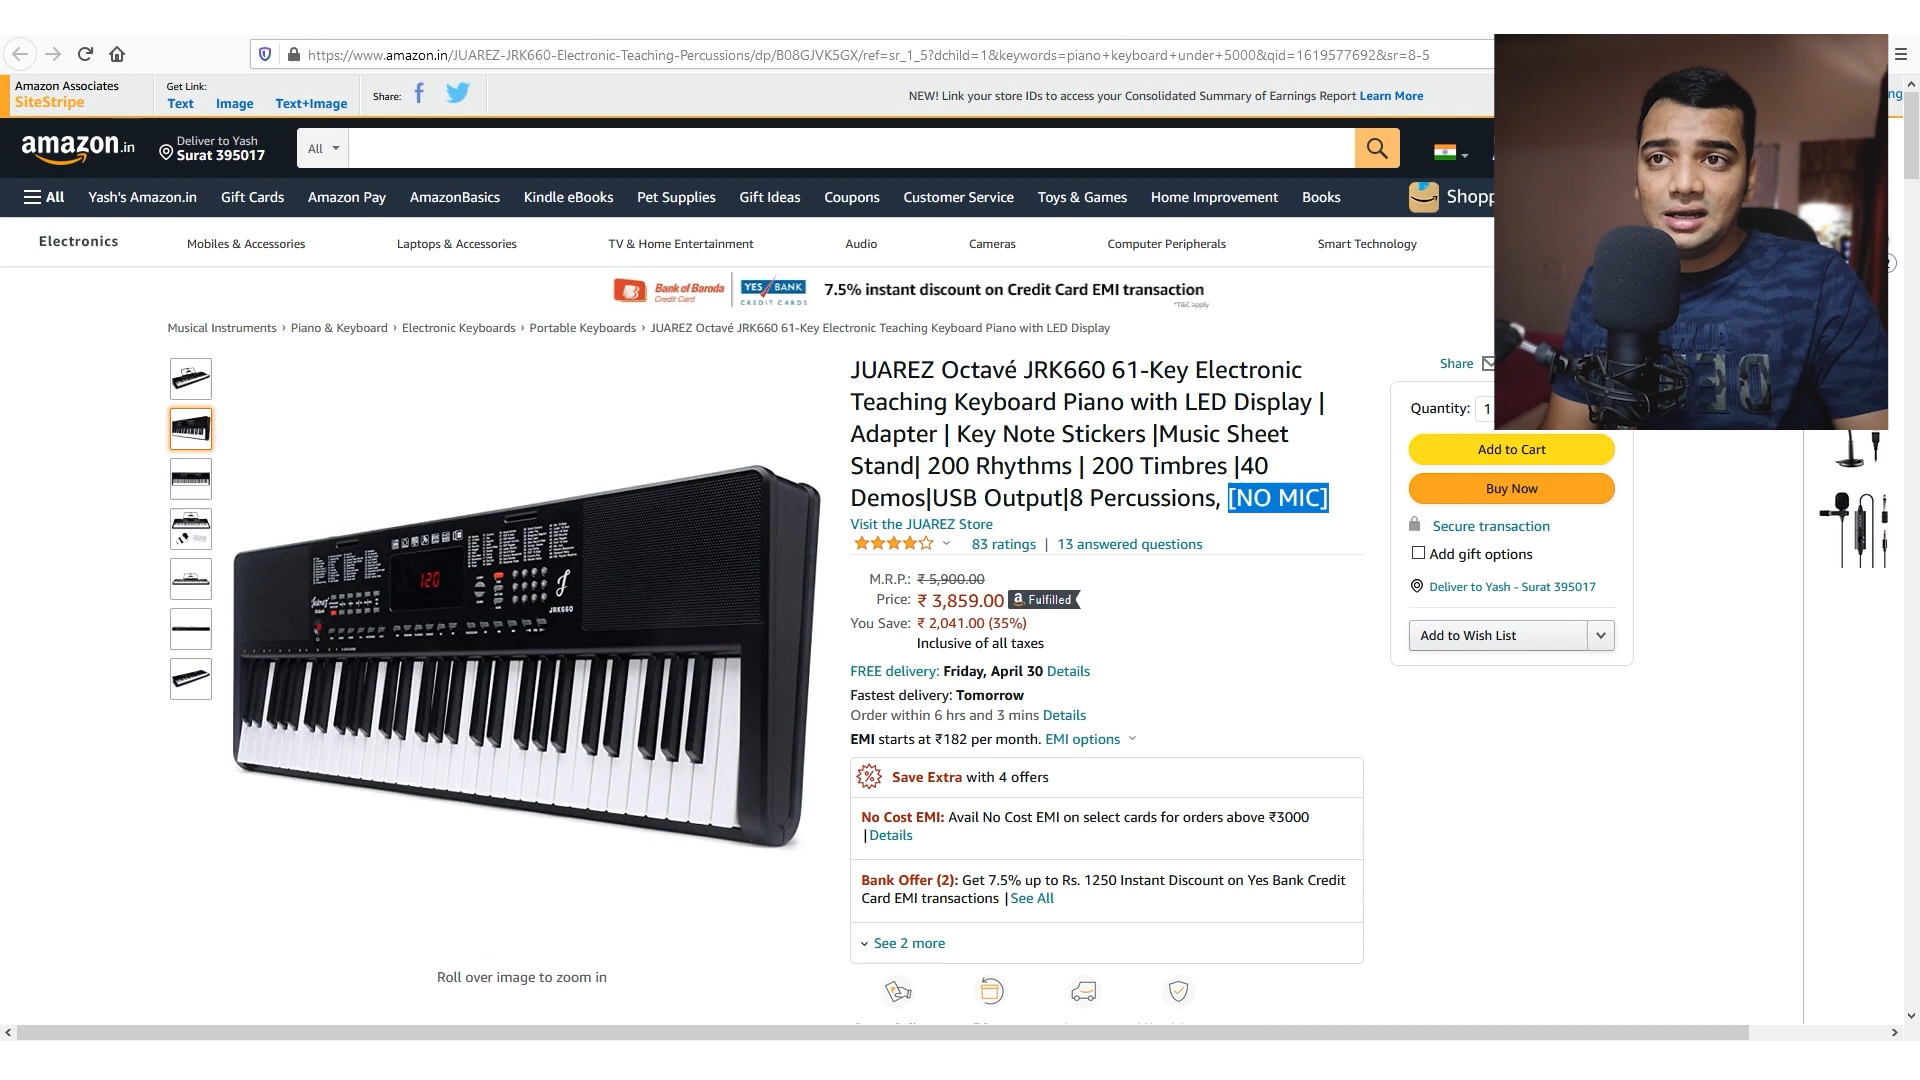 https://www.amazon.in/JUAREZ-JRK660-Electronic-Teaching-Percussions/dp/B08GJVK5GX/ref=sr_1_5?dchild=1&keywords=piano+keyboard+under+5000&qid=1619577692&sr=8-5
Amazon Associates
SiteStripe
Get Link:
Text Image Text+Image
Share:
NEW! Link your store IDs to access your Consolidated Summary of Earnings Report Learn More
amazon.in
Deliver to Yash
Surat 395017
All
All Yash's Amazon.in Gift Cards Amazon Pay AmazonBasics Kindle eBooks Pet Supplies Gift Ideas Coupons Customer Service Toys & Games Home Improvement Books Shopp
Electronics Mobiles & Accessories Laptops & Accessories TV & Home Entertainment Audio Cameras Computer Peripherals Smart Technology
Bank of Baroda
Credit Card
YES BANK
CREDIT CARDS
7.5% instant discount on Credit Card EMI transaction
*T&C apply
Musical Instruments › Piano & Keyboard › Electronic Keyboards › Portable Keyboards › JUAREZ Octavé JRK660 61-Key Electronic Teaching Keyboard Piano with LED Display
JUAREZ Octavé JRK660 61-Key Electronic
Teaching Keyboard Piano with LED Display |
Adapter | Key Note Stickers |Music Sheet
Stand| 200 Rhythms | 200 Timbres |40
Demos|USB Output|8 Percussions, [NO MIC]
Visit the JUAREZ Store
83 ratings | 13 answered questions
M.R.P.: ₹ 5,900.00
Price: ₹ 3,859.00 a Fulfilled
You Save: ₹ 2,041.00 (35%)
Inclusive of all taxes
FREE delivery: Friday, April 30 Details
Fastest delivery: Tomorrow
Order within 6 hrs and 3 mins Details
EMI starts at ₹182 per month. EMI options
Save Extra with 4 offers
No Cost EMI: Avail No Cost EMI on select cards for orders above ₹3000
|Details
Bank Offer (2): Get 7.5% up to Rs. 1250 Instant Discount on Yes Bank Credit
Card EMI transactions |See All
See 2 more
120
JRK660
Roll over image to zoom in
Share
Quantity: 1
Add to Cart
Buy Now
Secure transaction
Add gift options
Deliver to Yash - Surat 395017
Add to Wish List